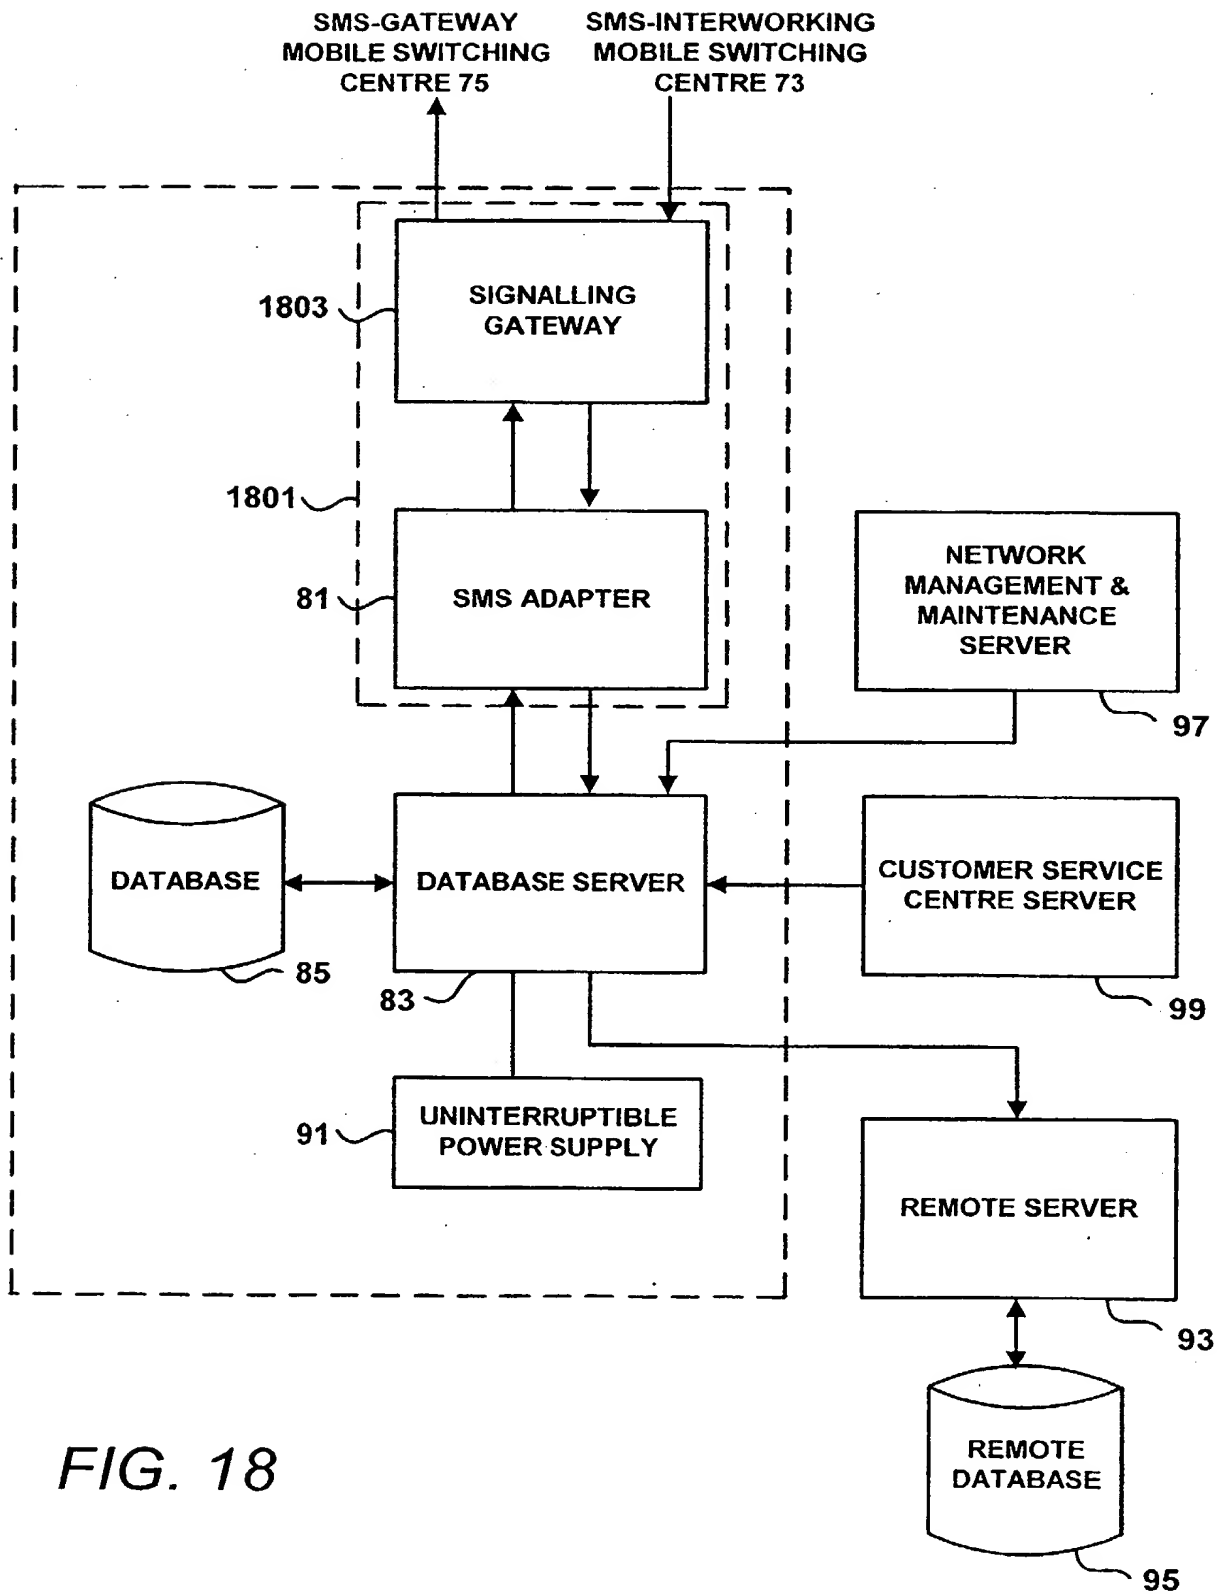 SMS-GATEWAY
MOBILE SWITCHING
CENTRE 75
SMS-INTERWORKING
MOBILE SWITCHING
CENTRE 73
1803
SIGNALLING
GATEWAY
1801
81
SMS ADAPTER
NETWORK
MANAGEMENT &
MAINTENANCE
SERVER
97
DATABASE
85
DATABASE SERVER
83
CUSTOMER SERVICE
CENTRE SERVER
99
91
UNINTERRUPTIBLE
POWER SUPPLY
REMOTE SERVER
93
REMOTE
DATABASE
95
FIG. 18